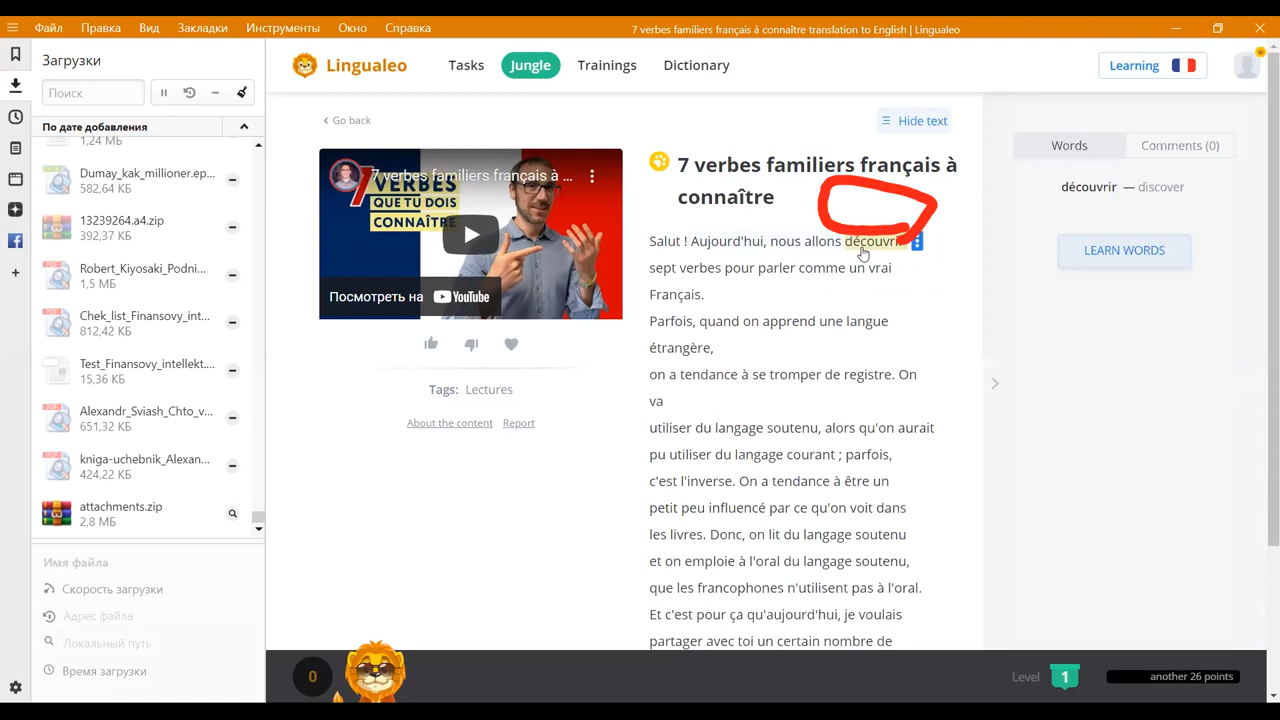 Файл Правка Вид Закладки Инструменты Окно Справка
7 verbes familiers français à connaître translation to English | Lingualeo
Загрузки
Поиск
По дате добавления
1,24 МБ
Dumay_kak_millioner.ep...
582,64 КБ
13239264.a4.zip
392,37 КБ
Robert_Kiyosaki_Podni...
1,5 МБ
Chek_list_Finansovy_int...
812,42 КБ
Test_Finansovy_intellekt....
15,36 КБ
Alexandr_Sviash_Chto_v...
651,32 КБ
kniga-uchebnik_Alexan...
424,22 КБ
attachments.zip
2,8 МБ
Имя файла
Скорость загрузки
Адрес файла
Локальный путь
Время загрузки
Lingualeo
Tasks Jungle Trainings Dictionary
Learning
Go back
Hide text
7 verbes familiers français à ...
7 VERBES
QUE TU DOIS
CONNAÎTRE
Посмотреть на YouTube
Tags: Lectures
About the content Report
7 verbes familiers français à
connaître
Salut ! Aujourd'hui, nous allons découvrir
sept verbes pour parler comme un vrai
Français.
Parfois, quand on apprend une langue
étrangère,
on a tendance à se tromper de registre. On
va
utiliser du langage soutenu, alors qu'on aurait
pu utiliser du langage courant ; parfois,
c'est l'inverse. On a tendance à être un
petit peu influencé par ce qu'on voit dans
les livres. Donc, on lit du langage soutenu
et on emploie à l'oral du langage soutenu,
que les francophones n'utilisent pas à l'oral.
Et c'est pour ça qu'aujourd'hui, je voulais
partager avec toi un certain nombre de
Words Comments (0)
découvrir — discover
LEARN WORDS
0
Level 1
another 26 points